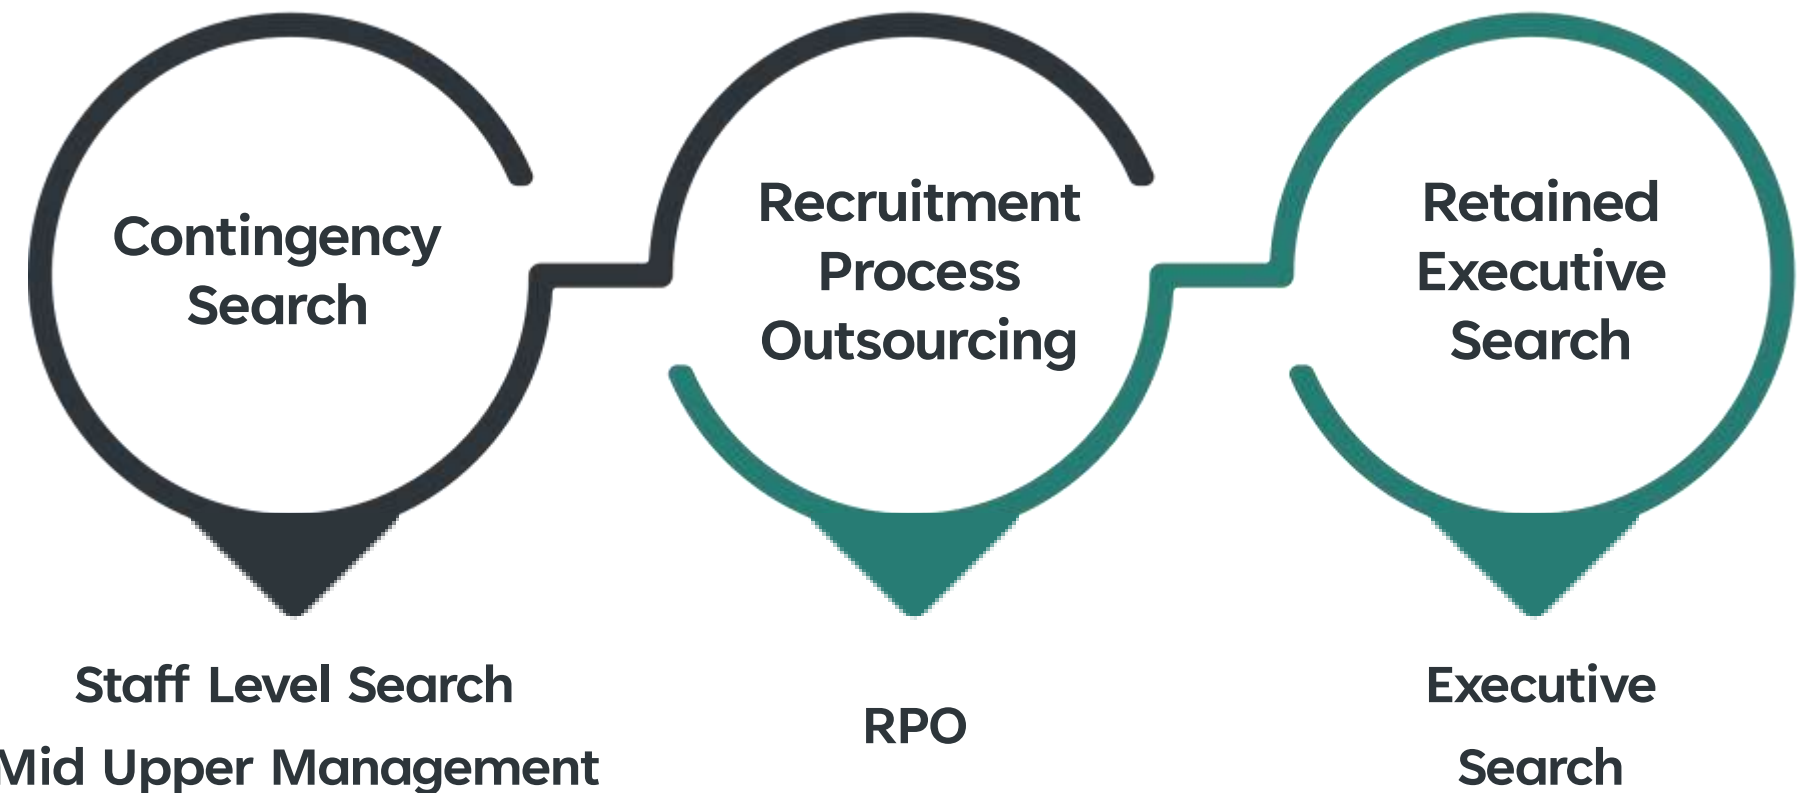 Contingency
Search
Recruitment
Process
Outsourcing
Retained
Executive
Search
Staff Level Search
Mid Upper Management
RPO
Executive
Search